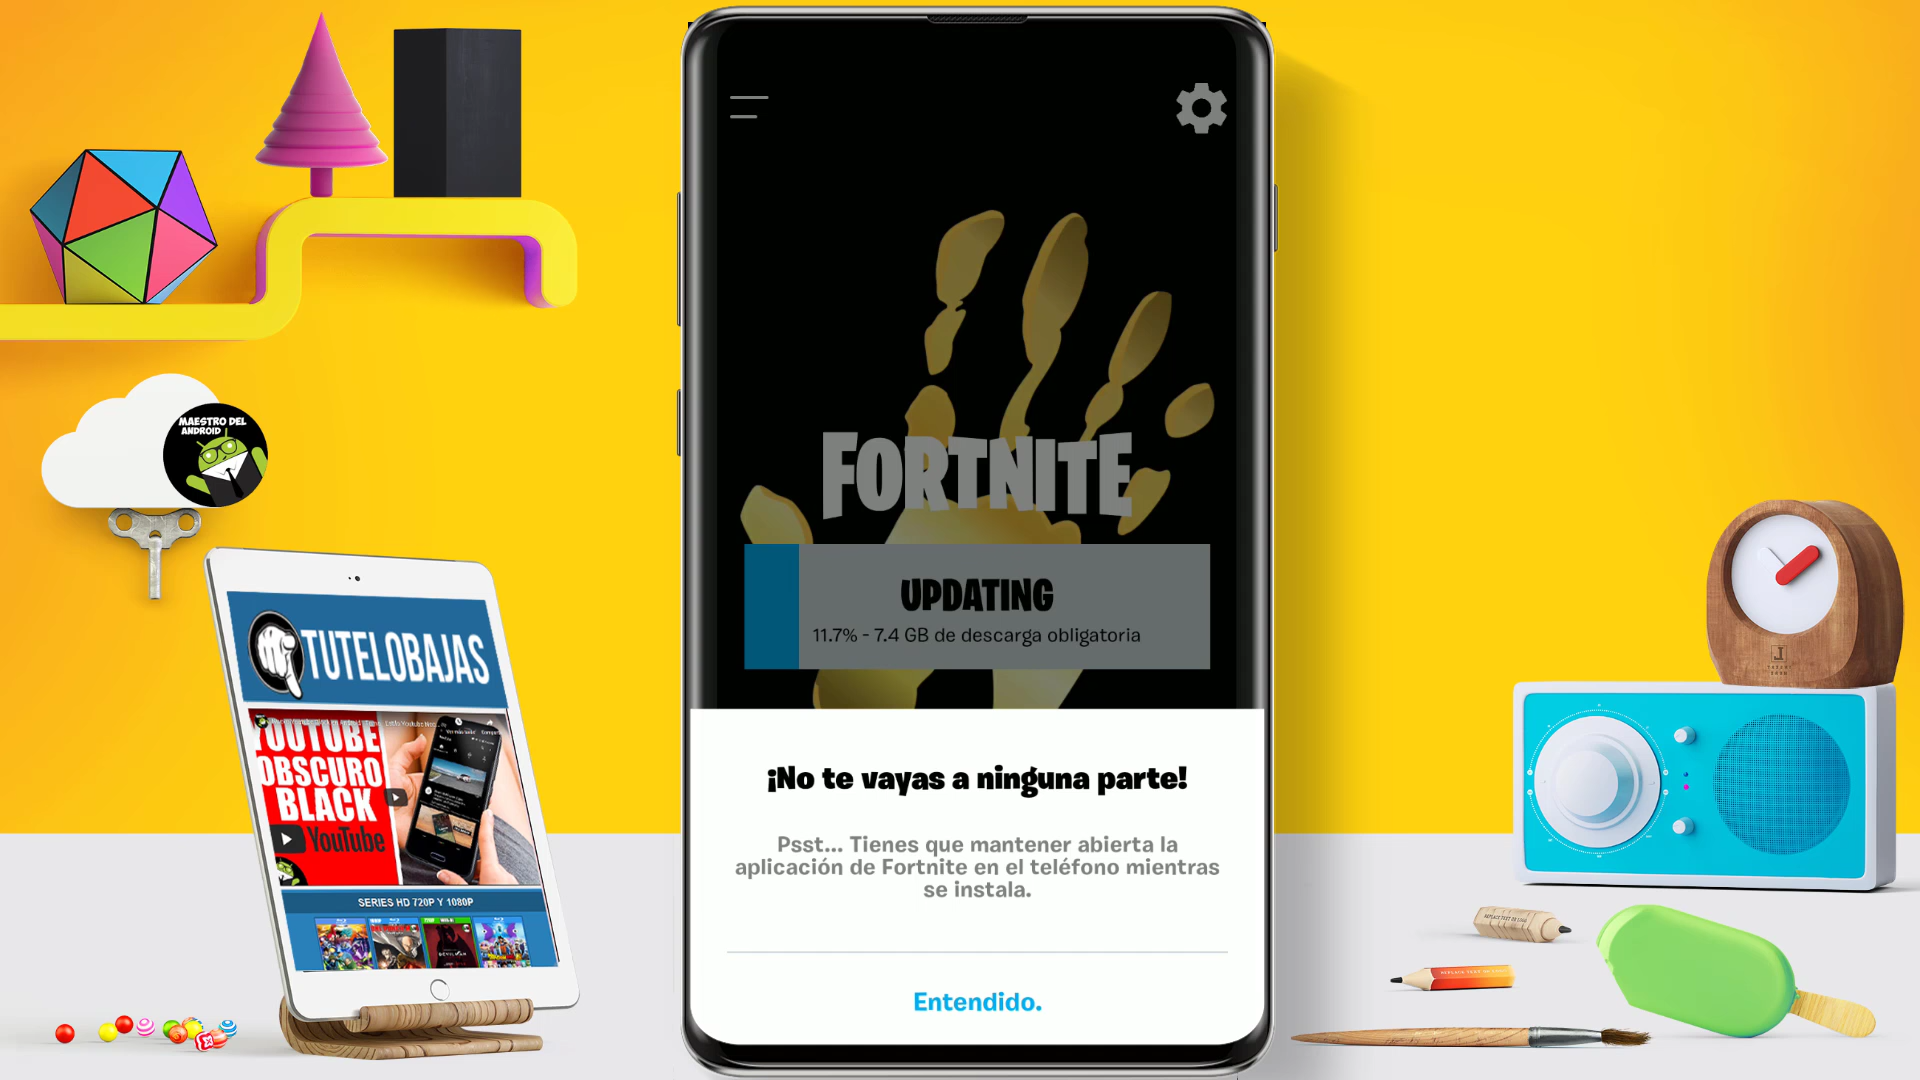 MAESTRO DEL
ANDROID
TUTELOBAJAS
YOUTUBE
OBSCURO
BLACK
YouTube
SERIES HD 720P Y 1080P
FORTNITE
UPDATING
11.7% - 7.4 GB de descarga obligatoria
¡No te vayas a ninguna parte!
Psst... Tienes que mantener abierta la
aplicación de Fortnite en el teléfono mientras
se instala.
Entendido.